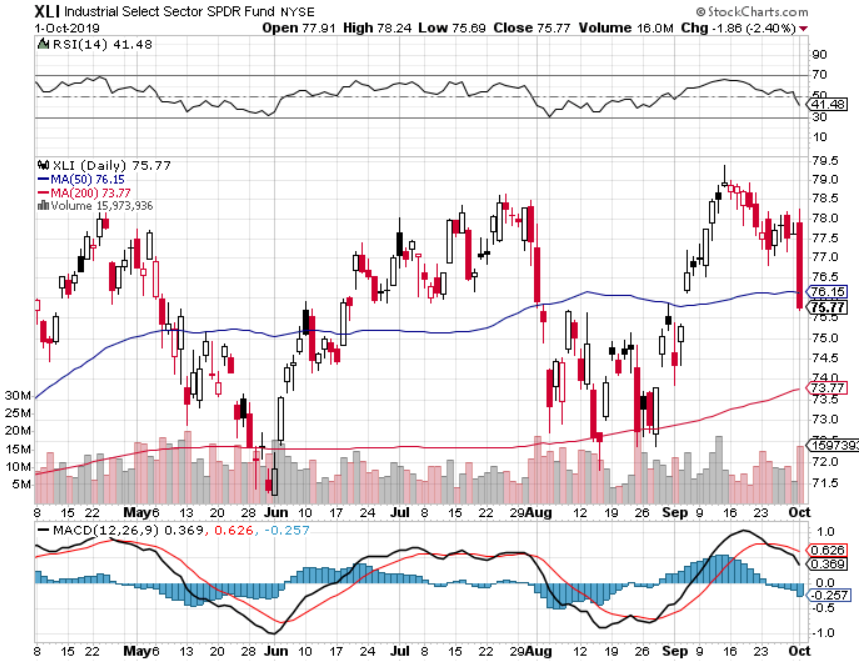 XLI Industrial Select Sector SPDR Fund NYSE
© StockCharts.com
1-Oct-2019
Open 77.91 High 78.24 Low 75.69 Close 75.77 Volume 16.0M Chg -1.86 (-2.40%)
RSI(14) 41.48
90
70
50
41.48
30
10
XLI (Daily) 75.77
MA(50) 76.15
MA(200) 73.77
Volume 15,973,936
79.5
79.0
78.5
78.0
77.5
77.0
76.5
76.15
75.77
75.5
75.0
74.5
74.0
73.77
73.5
73.0
72.5
1597393
72.0
71.5
30M
25M
20M
15M
10M
5M
8 15 22 May 6 13 20 28 Jun 10 17 24 Jul 8 15 22 29 Aug 12 19 26 Sep 9 16 23 Oct
MACD(12,26,9) 0.369, 0.626, -0.257
1.0
0.626
0.369
0.0
-0.257
-0.5
-1.0
8 15 22 May 6 13 20 28 Jun 10 17 24 Jul 8 15 22 29 Aug 12 19 26 Sep 9 16 23 Oct